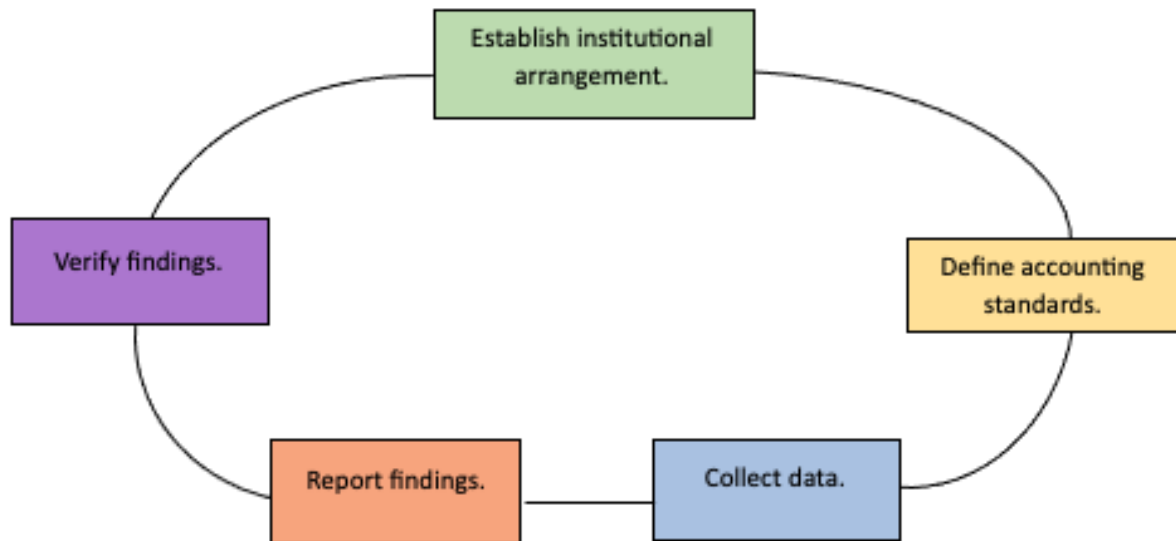 Establish institutional
arrangement.
Define accounting
standards.
Collect data.
Report findings.
Verify findings.